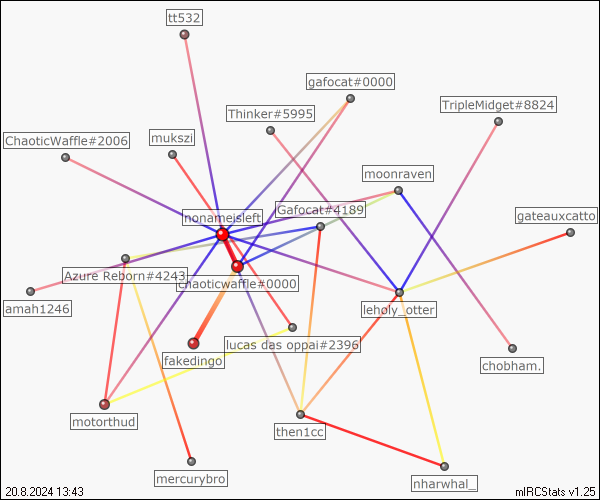 tt532
gafocat#0000
TripleMidget#8824
Thinker#5995
ChaoticWaffle#2006
mukszi
moonraven
nonameisleft
Gafocat#4189
gateauxcatto
Azure Reborn#4243
chaoticwaffle#0000
amah1246
leholy_otter
lucas das oppai#2396
fakedingo
chobham.
motorthud
then1cc
mercurybro
nharwhal_
20.8.2024 13:43
mIRCStats v1.25